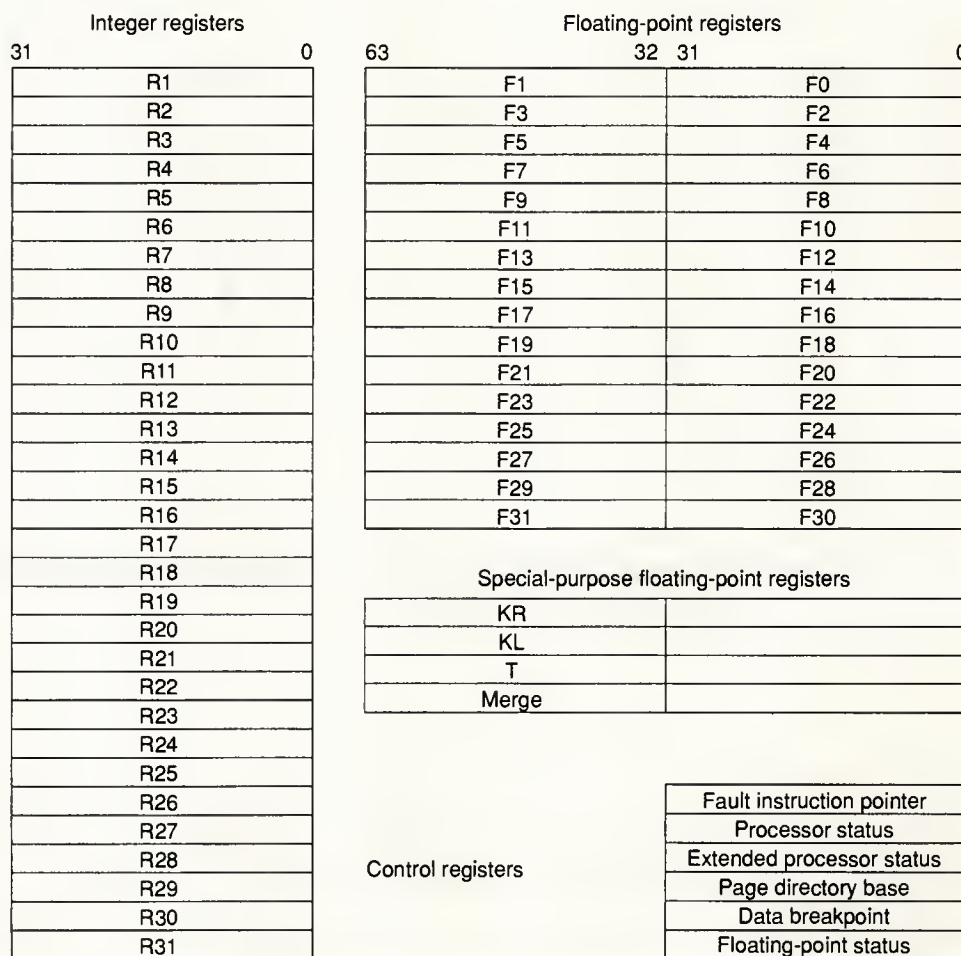 Integer registers
31 0
R1
R2
R3
R4
R5
R6
R7
R8
R9
R10
R11
R12
R13
R14
R15
R16
R17
R18
R19
R20
R21
R22
R23
R24
R25
R26
R27
R28
R29
R30
R31
Floating-point registers
63 32 31 0
F1 F0
F3 F2
F5 F4
F7 F6
F9 F8
F11 F10
F13 F12
F15 F14
F17 F16
F19 F18
F21 F20
F23 F22
F25 F24
F27 F26
F29 F28
F31 F30
Special-purpose floating-point registers
KR
KL
T
Merge
Control registers
Fault instruction pointer
Processor status
Extended processor status
Page directory base
Data breakpoint
Floating-point status